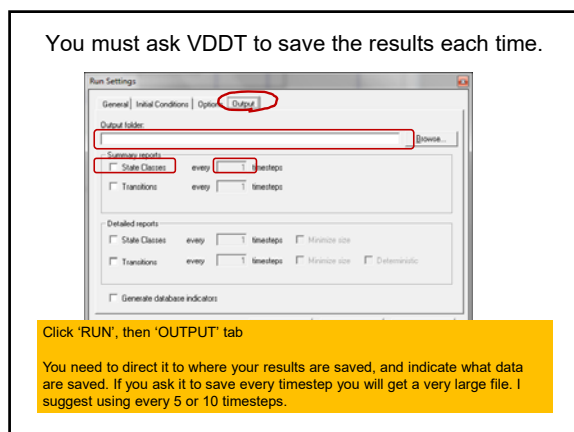 You must ask VDDT to save the results each time.
Run Settings
General Initial Conditions Options Output
Output folder:
Browse...
Summary reports
State Classes every 1 timesteps
Transitions every 1 timesteps
Detailed reports
State Classes every 1 timesteps Minimize size
Transitions every 1 timesteps Minimize size Deterministic
Generate database indicators
Click 'RUN', then 'OUTPUT' tab
You need to direct it to where your results are saved, and indicate what data
are saved. If you ask it to save every timestep you will get a very large file. I
suggest using every 5 or 10 timesteps.